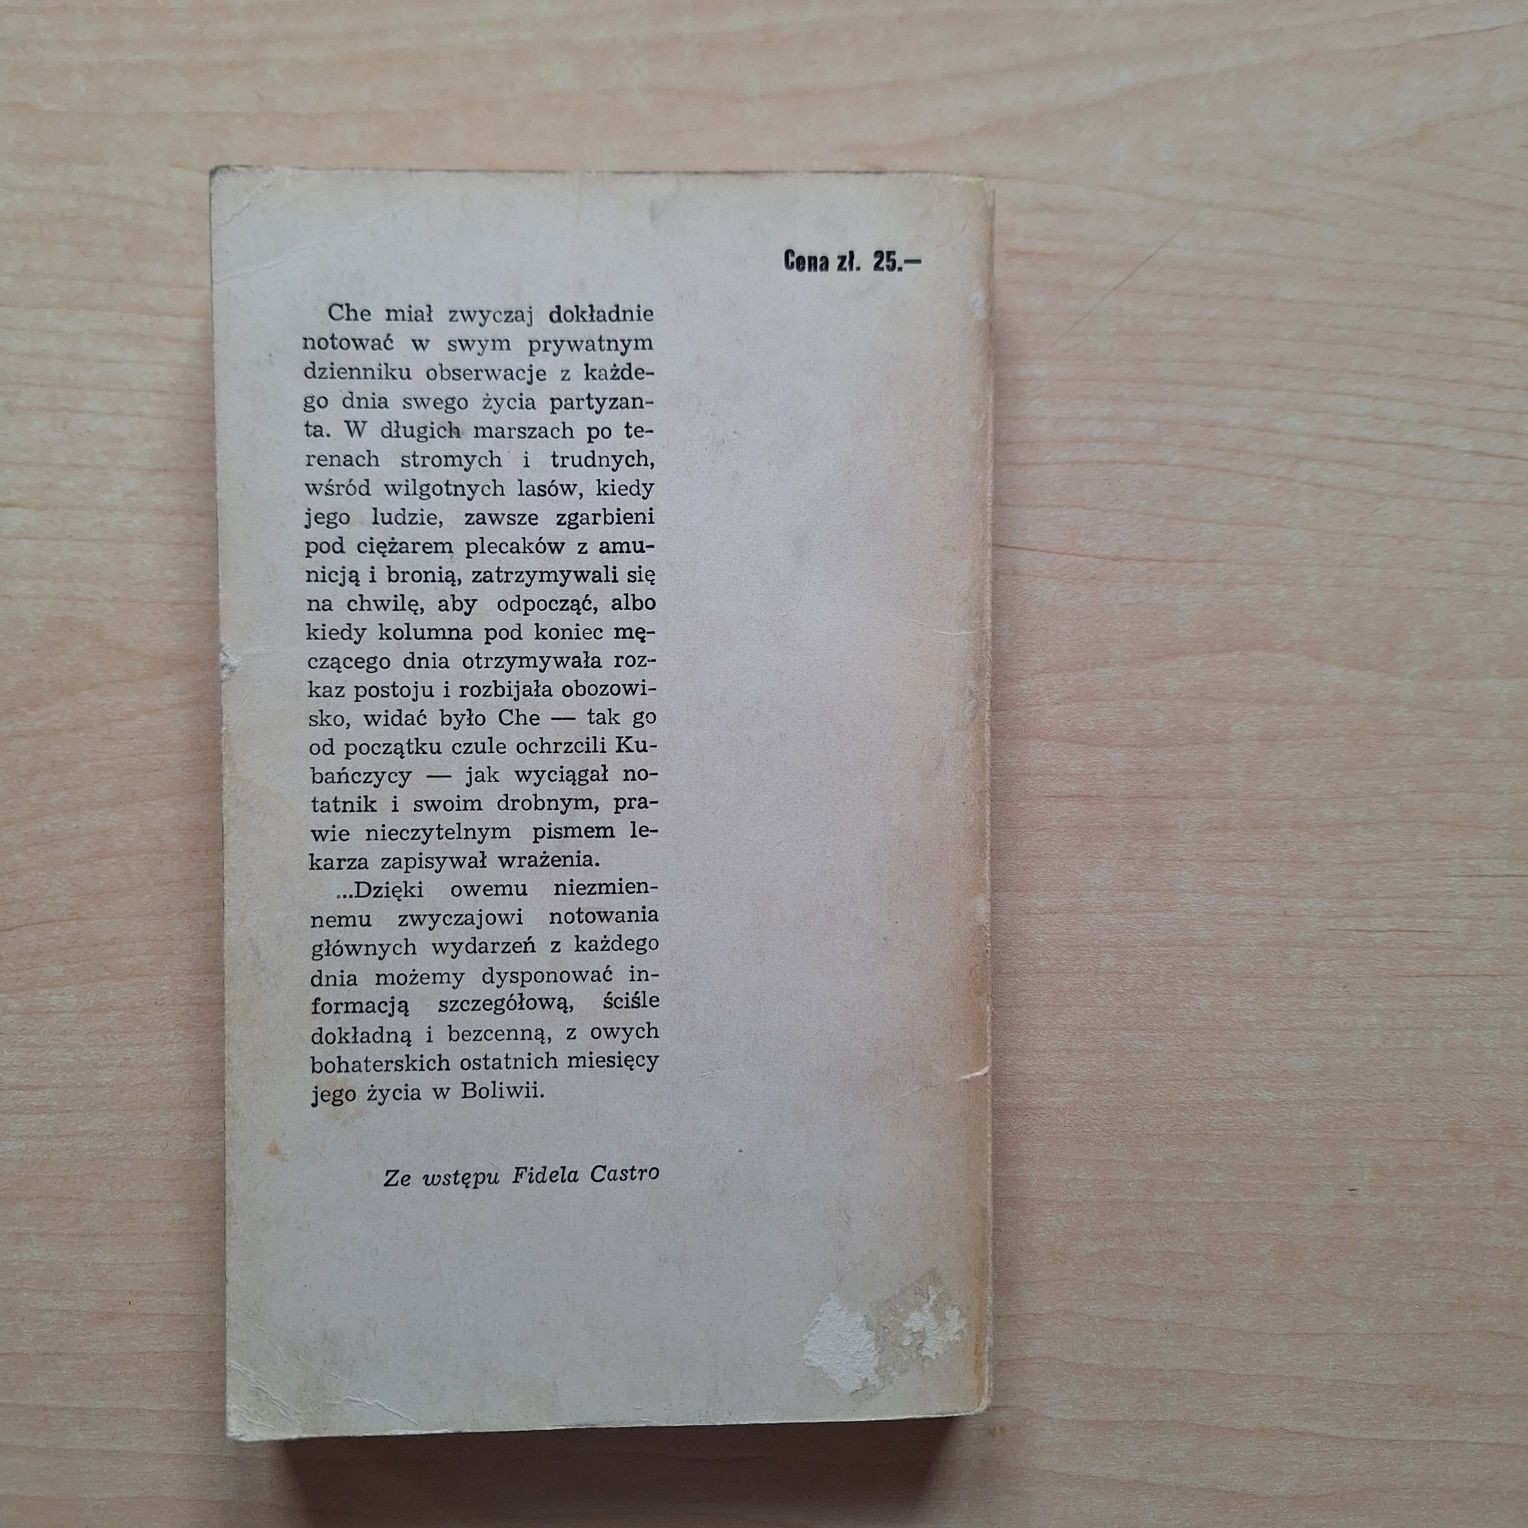 Cena zł. 25.—
Che miał zwyczaj dokładnie
notować w swym prywatnym
dzienniku obserwacje z każde-
go dnia swego życia partyzan-
ta. W długich marszach po te-
renach stromych i trudnych,
wśród wilgotnych lasów, kiedy
jego ludzie, zawsze zgarbieni
pod ciężarem plecaków z amu-
nicją i bronią, zatrzymywali się
na chwilę, aby odpocząć, albo
kiedy kolumna pod koniec mę-
czącego dnia otrzymywała roz-
kaz postoju i rozbijała obozowi-
sko, widać było Che — tak go
od początku czule ochrzcili Ku-
bańczycy — jak wyciągał no-
tatnik i swoim drobnym, pra-
wie nieczytelnym pismem le-
karza zapisywał wrażenia.
...Dzięki owemu niezmien-
nemu zwyczajowi notowania
głównych wydarzeń z każdego
dnia możemy dysponować in-
formacją szczegółową, ściśle
dokładną i bezcenną, z owych
bohaterskich ostatnich miesięcy
jego życia w Boliwii.
Ze wstępu Fidela Castro